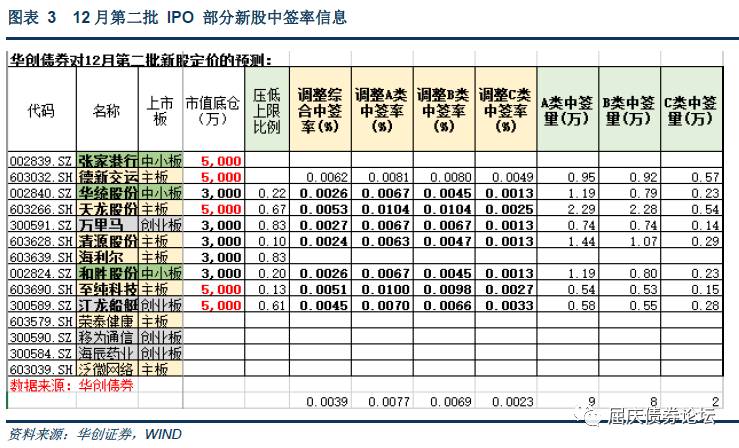 图表 3 12月第二批 IPO 部分新股中签率信息
华创债券对12月第二批新股定价的预测:
代码 名称 上市板 市值底仓(万) 压低上限比例 调整综合中签率(%) 调整A类中签率(%) 调整B类中签率(%) 调整C类中签率(%) A类中签量(万) B类中签量(万) C类中签量(万)
002839.SZ 张家港行 中小板 5,000
603032.SH 德新交运 主板 5,000 0.0062 0.0081 0.0080 0.0049 0.95 0.92 0.57
002840.SZ 华统股份 中小板 3,000 0.22 0.0026 0.0067 0.0045 0.0013 1.19 0.79 0.23
603266.SH 天龙股份 主板 5,000 0.67 0.0053 0.0104 0.0104 0.0025 2.29 2.28 0.54
300591.SZ 万里马 创业板 3,000 0.83 0.0027 0.0067 0.0067 0.0013 0.74 0.74 0.14
603628.SH 清源股份 主板 3,000 0.10 0.0024 0.0063 0.0047 0.0013 1.44 1.07 0.29
603639.SH 海利尔 主板 3,000 0.83
002824.SZ 和胜股份 中小板 3,000 0.20 0.0026 0.0067 0.0045 0.0013 1.19 0.80 0.23
603690.SH 至纯科技 主板 5,000 0.13 0.0051 0.0100 0.0098 0.0027 0.54 0.53 0.15
300589.SZ 江龙船艇 创业板 5,000 0.61 0.0045 0.0070 0.0066 0.0033 0.58 0.55 0.28
603579.SH 荣泰健康 主板
300590.SZ 移为通信 创业板
300584.SZ 海辰药业 创业板
603039.SH 泛微网络 主板
数据来源: 华创债券
0.0039 0.0077 0.0069 0.0023 9 8 2
屈庆债券论坛
资料来源：华创证券，WIND